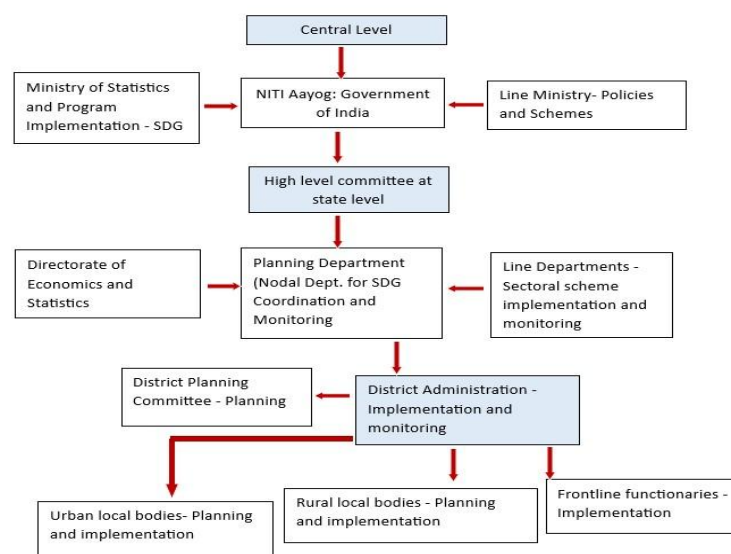 Central Level
Ministry of Statistics
and Program
Implementation - SDG
NITI Aayog: Government
of India
Line Ministry- Policies
and Schemes
High level committee at
state level
Directorate of
Economics and
Statistics
Planning Department
(Nodal Dept. for SDG
Coordination and
Monitoring
Line Departments -
Sectoral scheme
implementation and
monitoring
District Planning
Committee - Planning
District Administration -
Implementation and
monitoring
Urban local bodies- Planning
and implementation
Rural local bodies - Planning
and implementation
Frontline functionaries -
Implementation